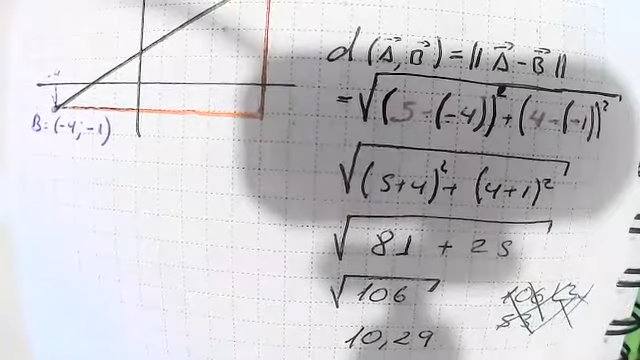 d(A⃗, B⃗) = ‖A⃗ - B⃗‖
= √(5-(-4))² + (4-(-1))²
B=(-4;-1)
√(5+4)² + (4+1)²
√81 + 25
√106
10,29